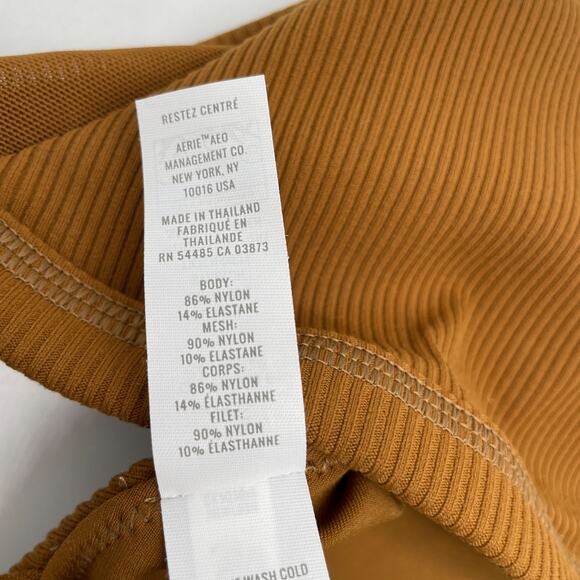 RESTEZ CENTRÉ
AERIE™AEO
MANAGEMENT CO.
NEW YORK, NY
10016 USA
MADE IN THAILAND
FABRIQUÉ EN
THAILANDE
RN 54485 CA 03873
BODY:
86% NYLON
14% ELASTANE
MESH:
90% NYLON
10% ELASTANE
CORPS:
86% NYLON
14% ÉLASTHANNE
FILET:
90% NYLON
10% ÉLASTHANNE
WASH COLD